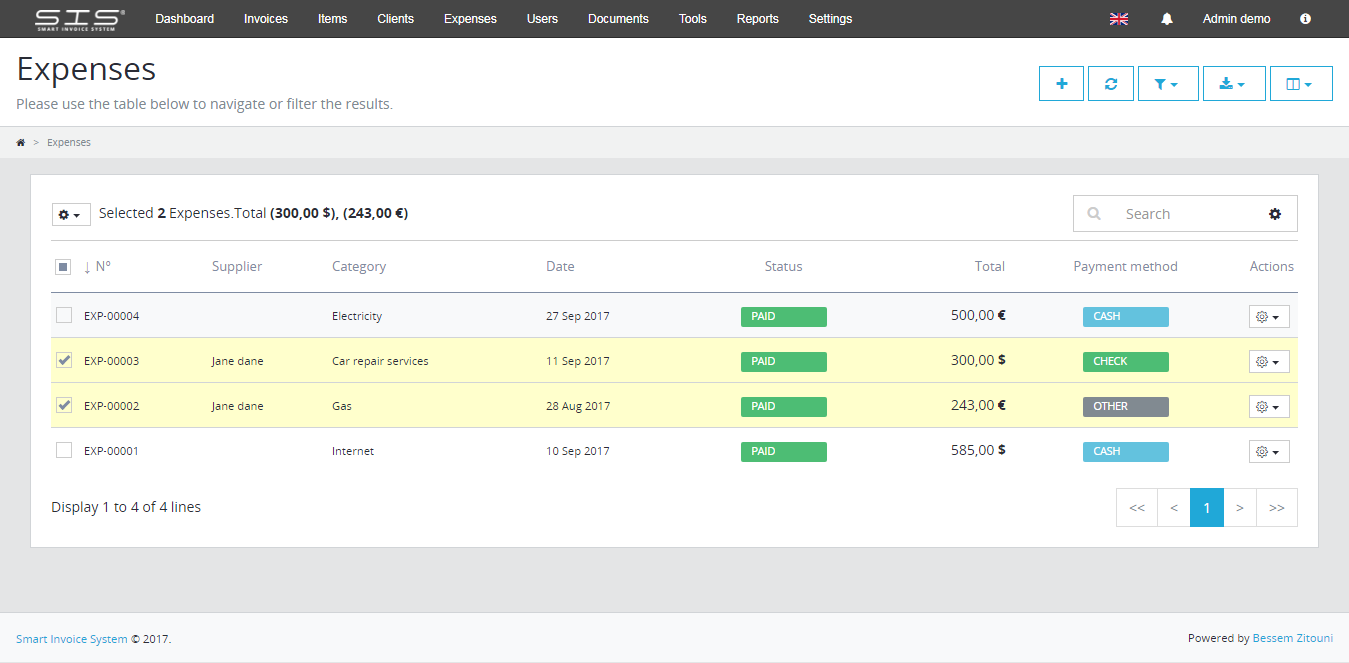 SIS® Dashboard Invoices Items Clients Expenses Users Documents Tools Reports Settings Admin demo
SMART INVOICE SYSTEM
Expenses
Please use the table below to navigate or filter the results.
> Expenses
Selected 2 Expenses.Total (300,00 $), (243,00 €) Search
↓ Nº Supplier Category Date Status Total Payment method Actions
EXP-00004 Electricity 27 Sep 2017 PAID 500,00 € CASH
EXP-00003 Jane dane Car repair services 11 Sep 2017 PAID 300,00 $ CHECK
EXP-00002 Jane dane Gas 28 Aug 2017 PAID 243,00 € OTHER
EXP-00001 Internet 10 Sep 2017 PAID 585,00 $ CASH
Display 1 to 4 of 4 lines << < 1 > >>
Smart Invoice System © 2017. Powered by Bessem Zitouni